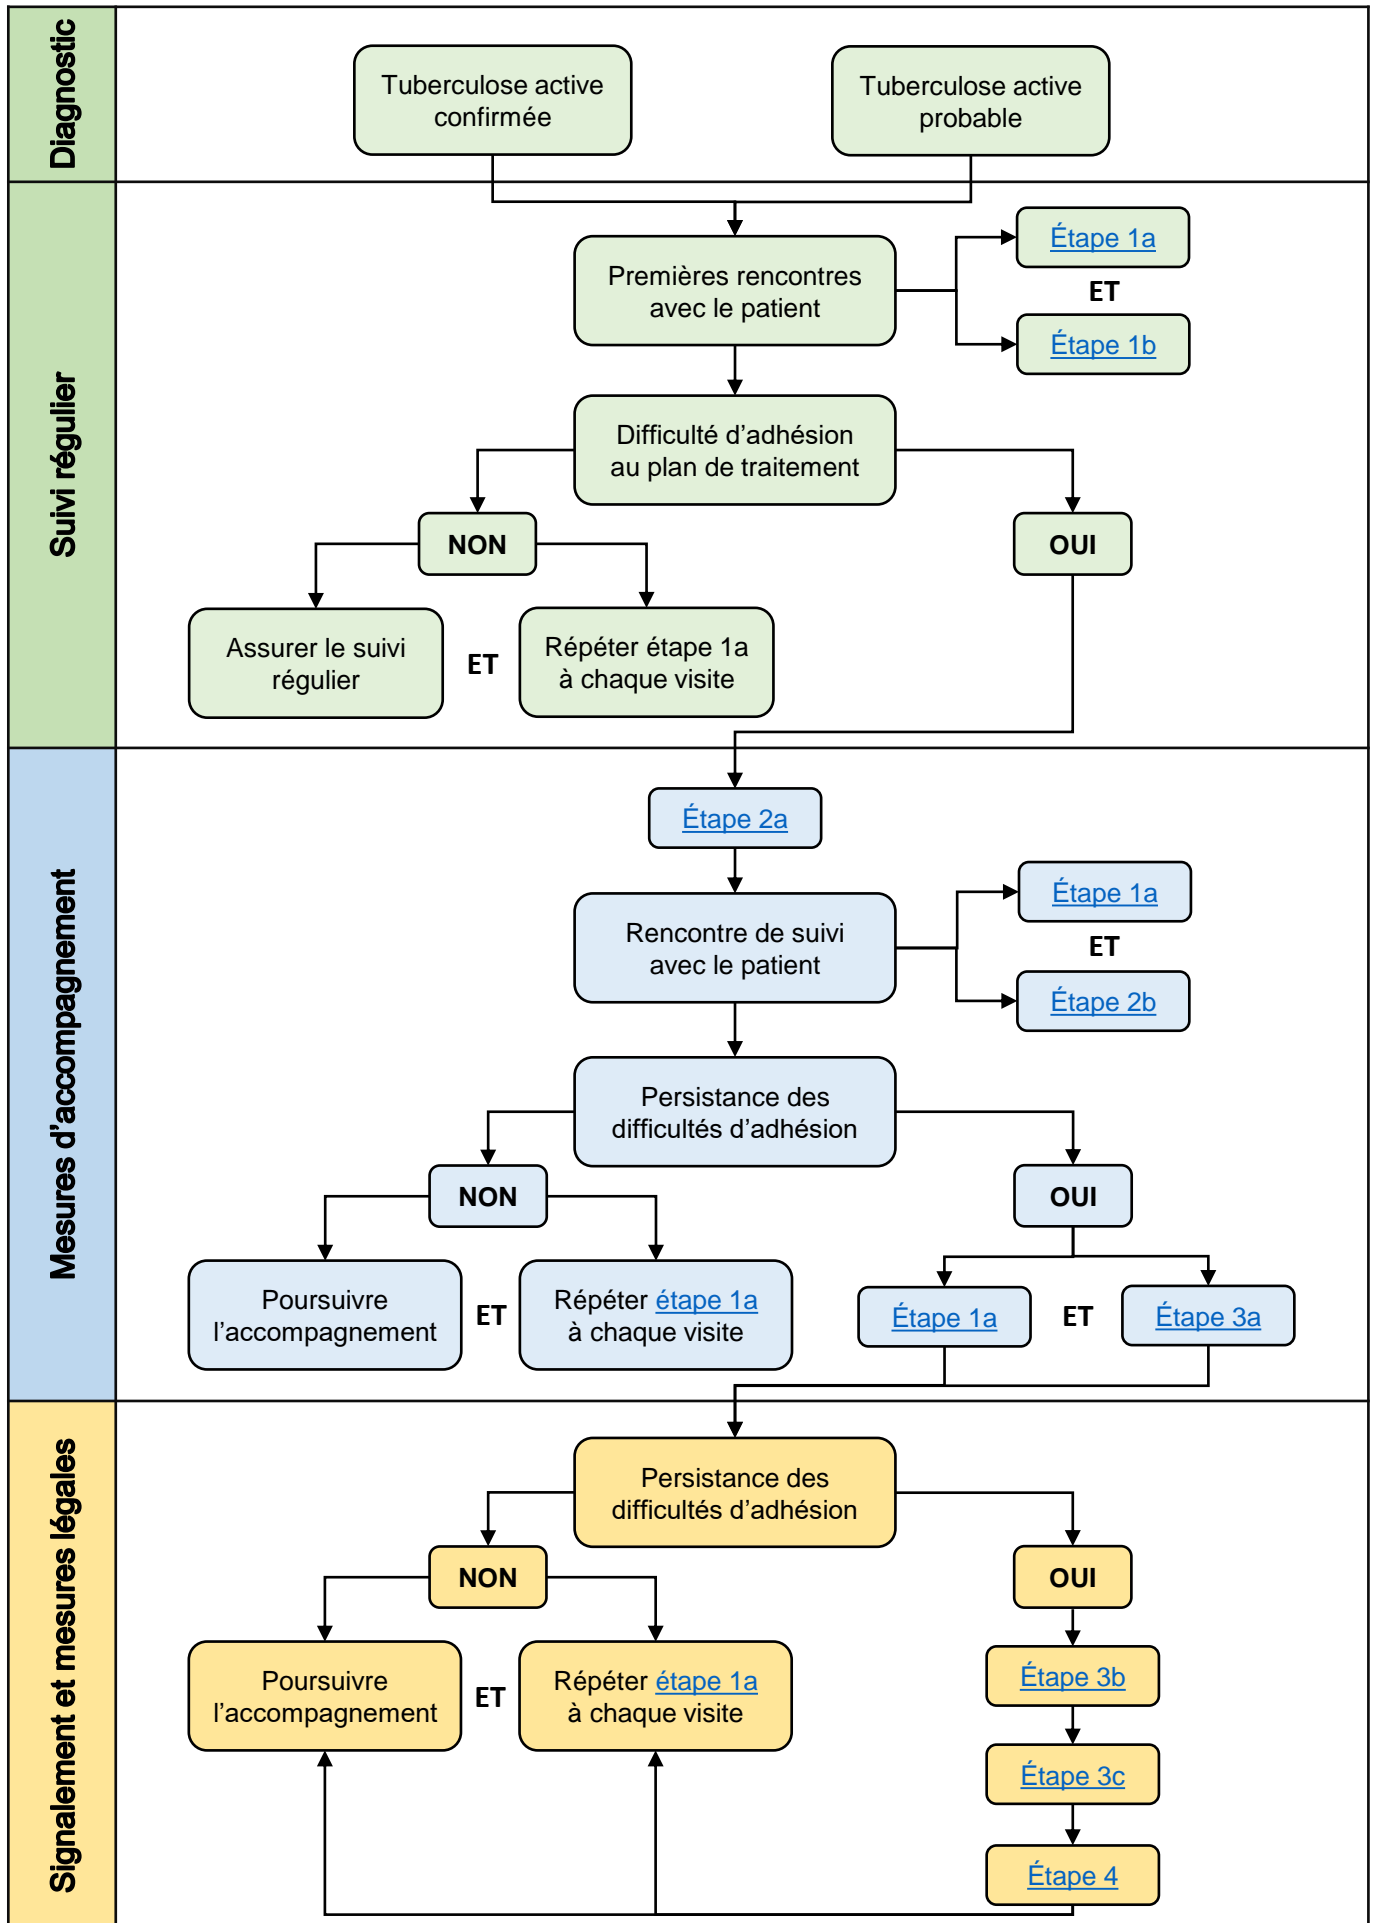 Diagnostic
Tuberculose active
confirmée
Tuberculose active
probable
Suivi régulier
Premières rencontres
avec le patient
Étape 1a
ET
Étape 1b
Difficulté d'adhésion
au plan de traitement
NON
OUI
Assurer le suivi
régulier
ET
Répéter étape 1a
à chaque visite
Mesures d'accompagnement
Étape 2a
Rencontre de suivi
avec le patient
Étape 1a
ET
Étape 2b
Persistance des
difficultés d'adhésion
NON
OUI
Poursuivre
l'accompagnement
ET
Répéter étape 1a
à chaque visite
Étape 1a
ET
Étape 3a
Signalement et mesures légales
Persistance des
difficultés d'adhésion
NON
OUI
Poursuivre
l'accompagnement
ET
Répéter étape 1a
à chaque visite
Étape 3b
Étape 3c
Étape 4